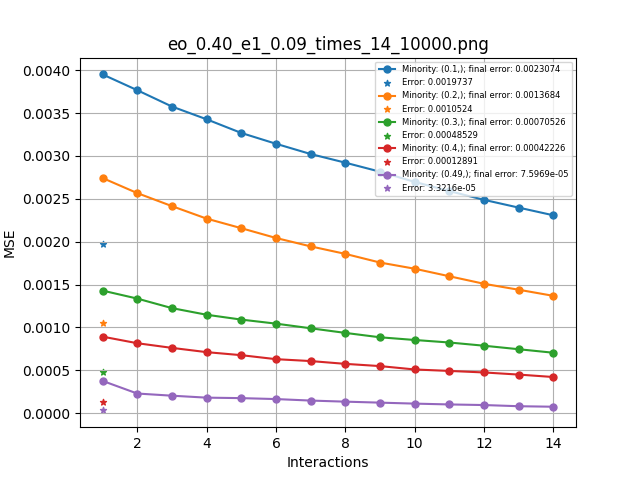 eo_0.40_e1_0.09_times_14_10000.png
Minority: (0.1,); final error: 0.0023074
Error: 0.0019737
Minority: (0.2,); final error: 0.0013684
Error: 0.0010524
Minority: (0.3,); final error: 0.00070526
Error: 0.00048529
Minority: (0.4,); final error: 0.00042226
Error: 0.00012891
Minority: (0.49,); final error: 7.5969e-05
Error: 3.3216e-05
MSE
0.0040
0.0035
0.0030
0.0025
0.0020
0.0015
0.0010
0.0005
0.0000
2 4 6 8 10 12 14
Interactions